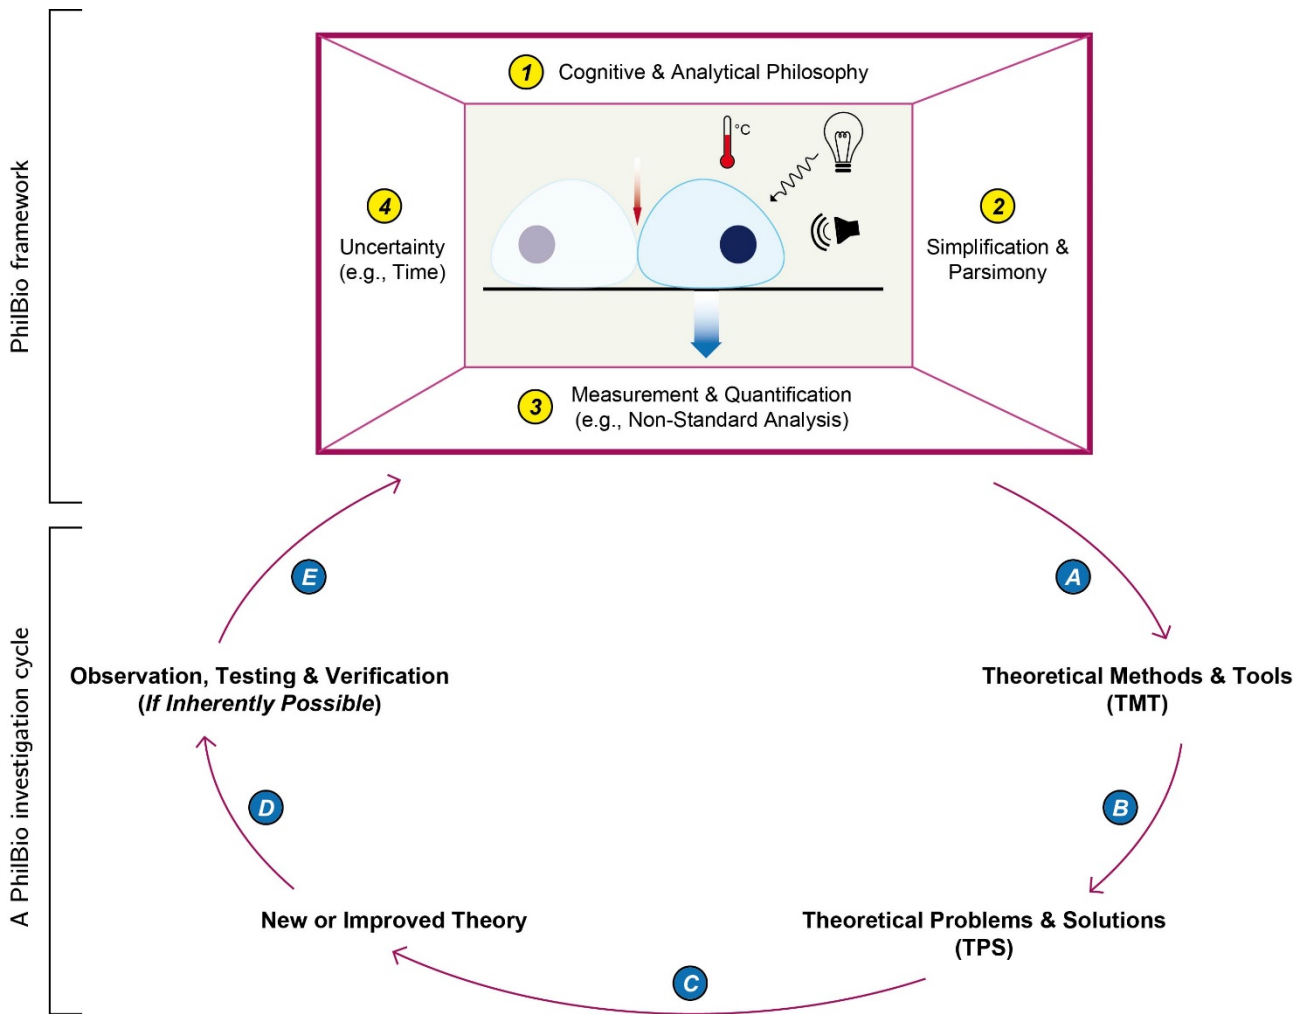 PhilBio framework
1 Cognitive & Analytical Philosophy
°C
4
Uncertainty
(e.g., Time)
2
Simplification &
Parsimony
3
Measurement & Quantification
(e.g., Non-Standard Analysis)
A PhilBio investigation cycle
E
A
Observation, Testing & Verification
(If Inherently Possible)
Theoretical Methods & Tools
(TMT)
D
B
New or Improved Theory
Theoretical Problems & Solutions
(TPS)
C